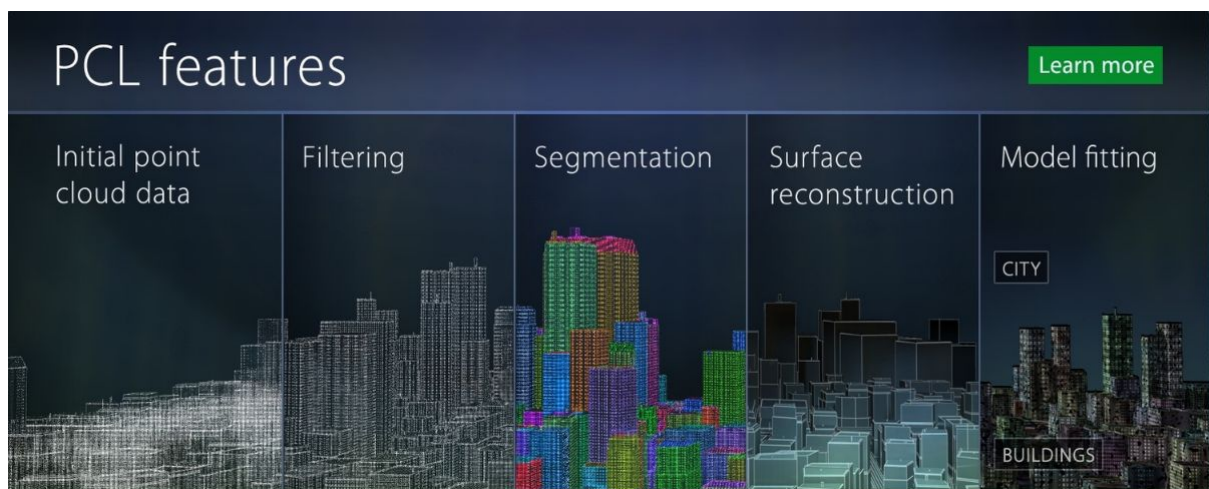 PCL features
Learn more
Initial point
cloud data
Filtering
Segmentation
Surface
reconstruction
Model fitting
CITY
BUILDINGS